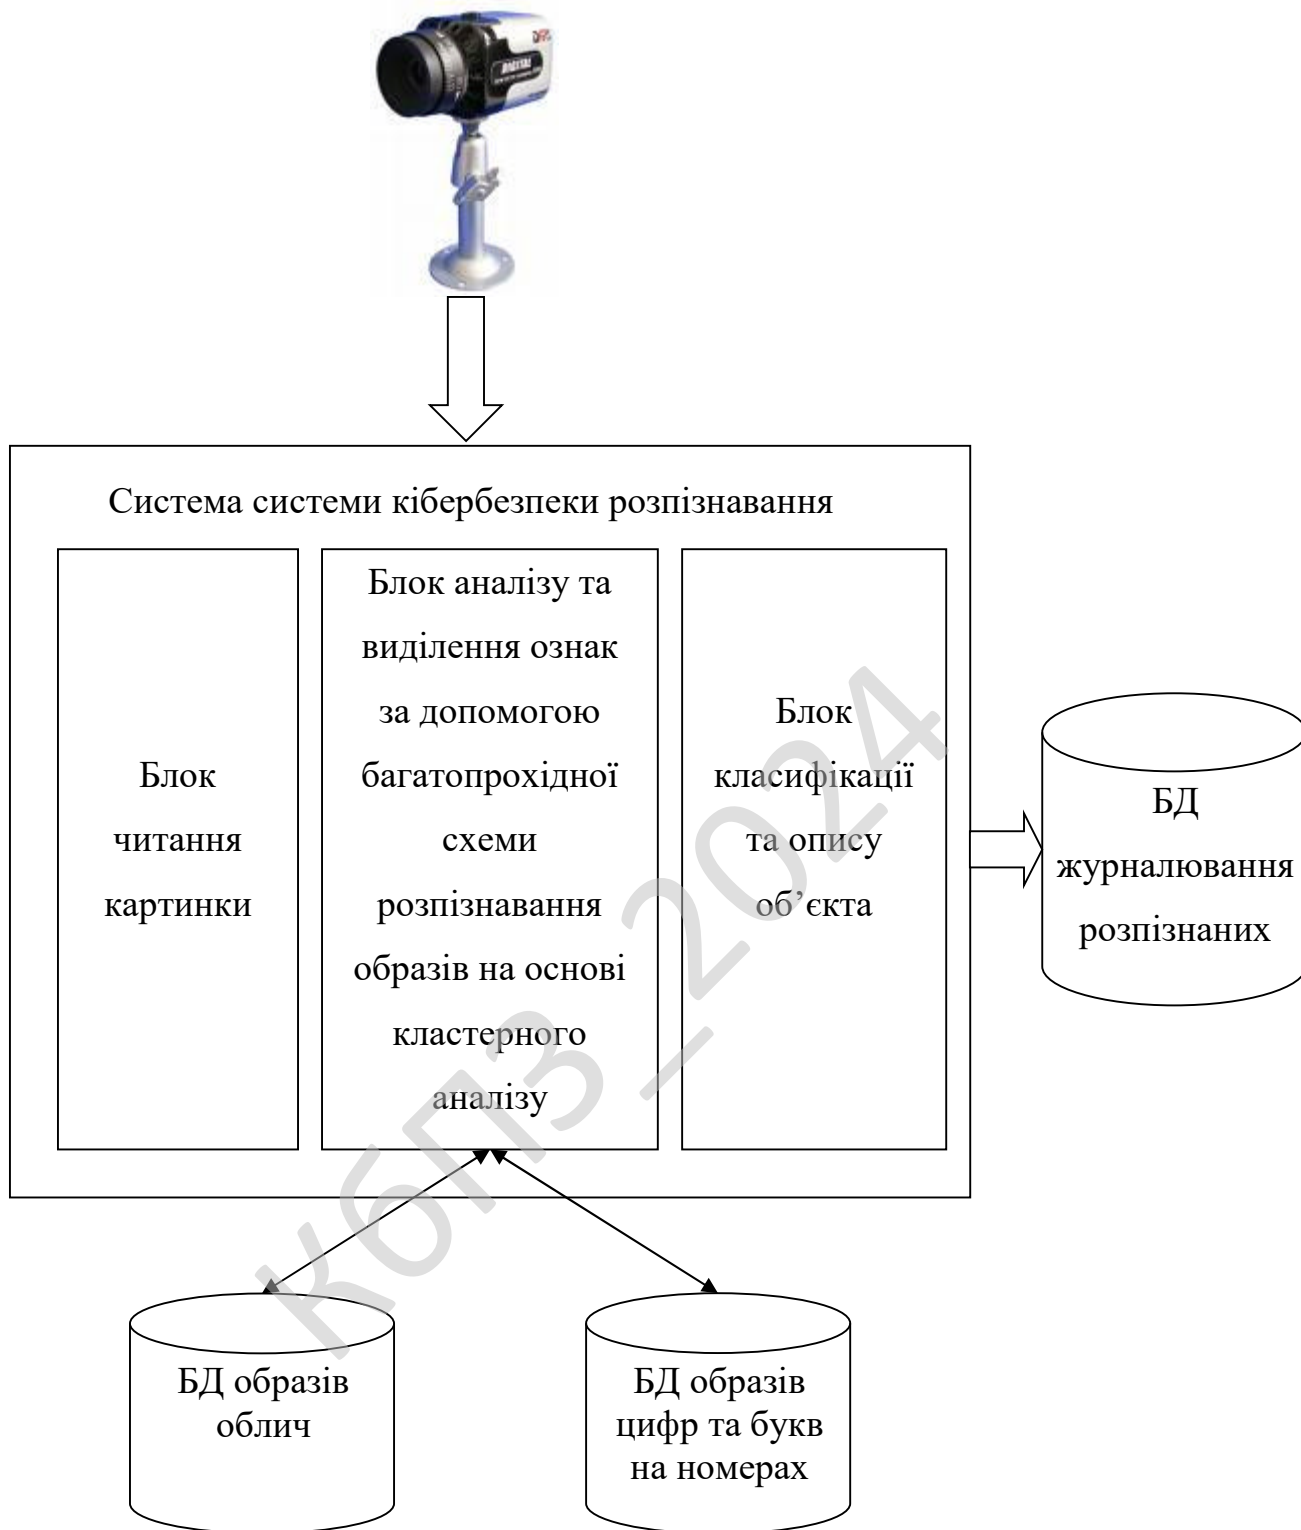 DIGITAL
Система системи кібербезпеки розпізнавання
Блок
читання
картинки
Блок аналізу та
виділення ознак
за допомогою
багатопрохідної
схеми
розпізнавання
образів на основі
кластерного
аналізу
Блок
класифікації
та опису
об’єкта
БД
журналювання
розпізнаних
БД образів
облич
БД образів
цифр та букв
на номерах
КбПЗ_2024